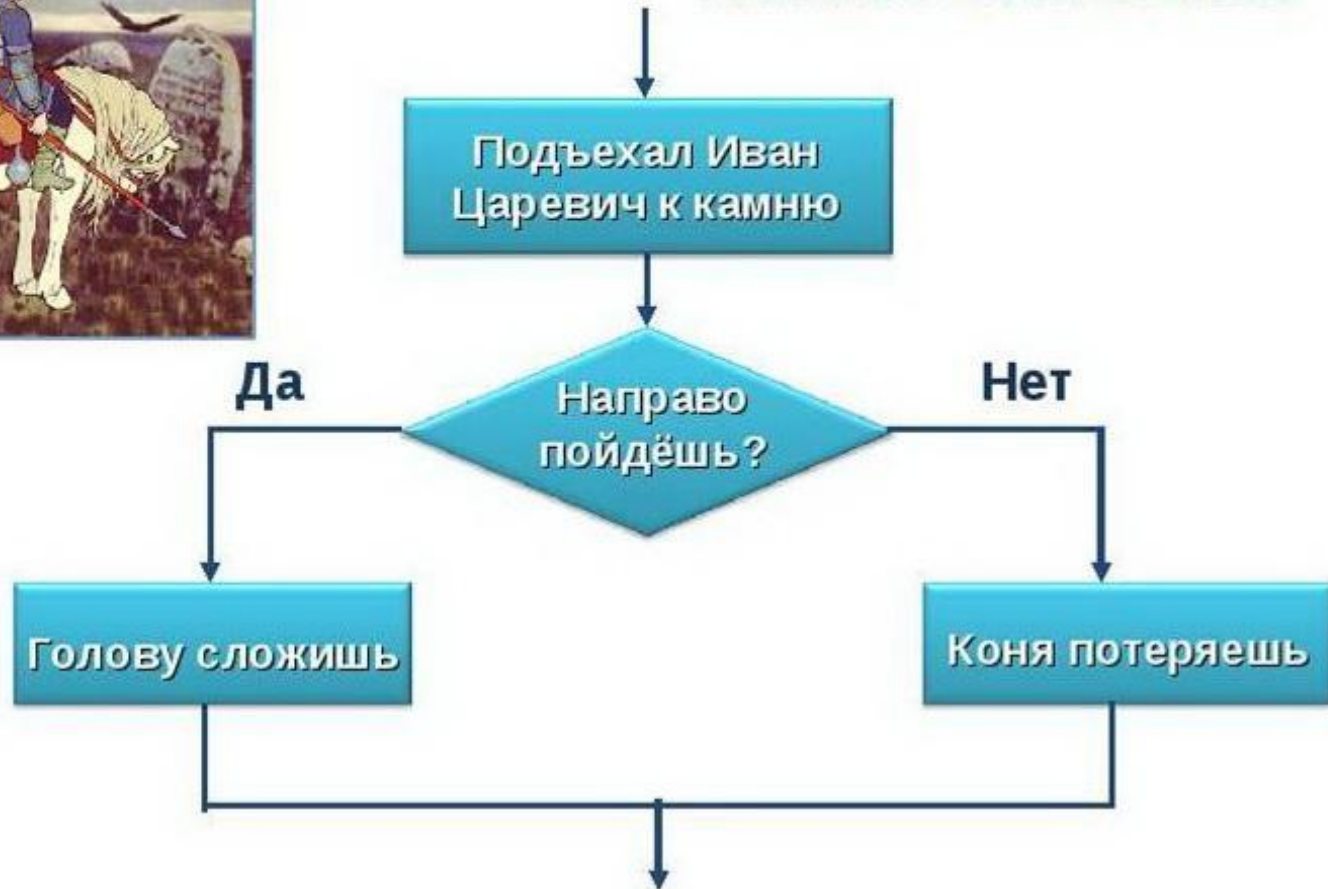 Подъехал Иван
Царевич к камню
Да
Направо
пойдёшь?
Нет
Голову сложишь
Коня потеряешь